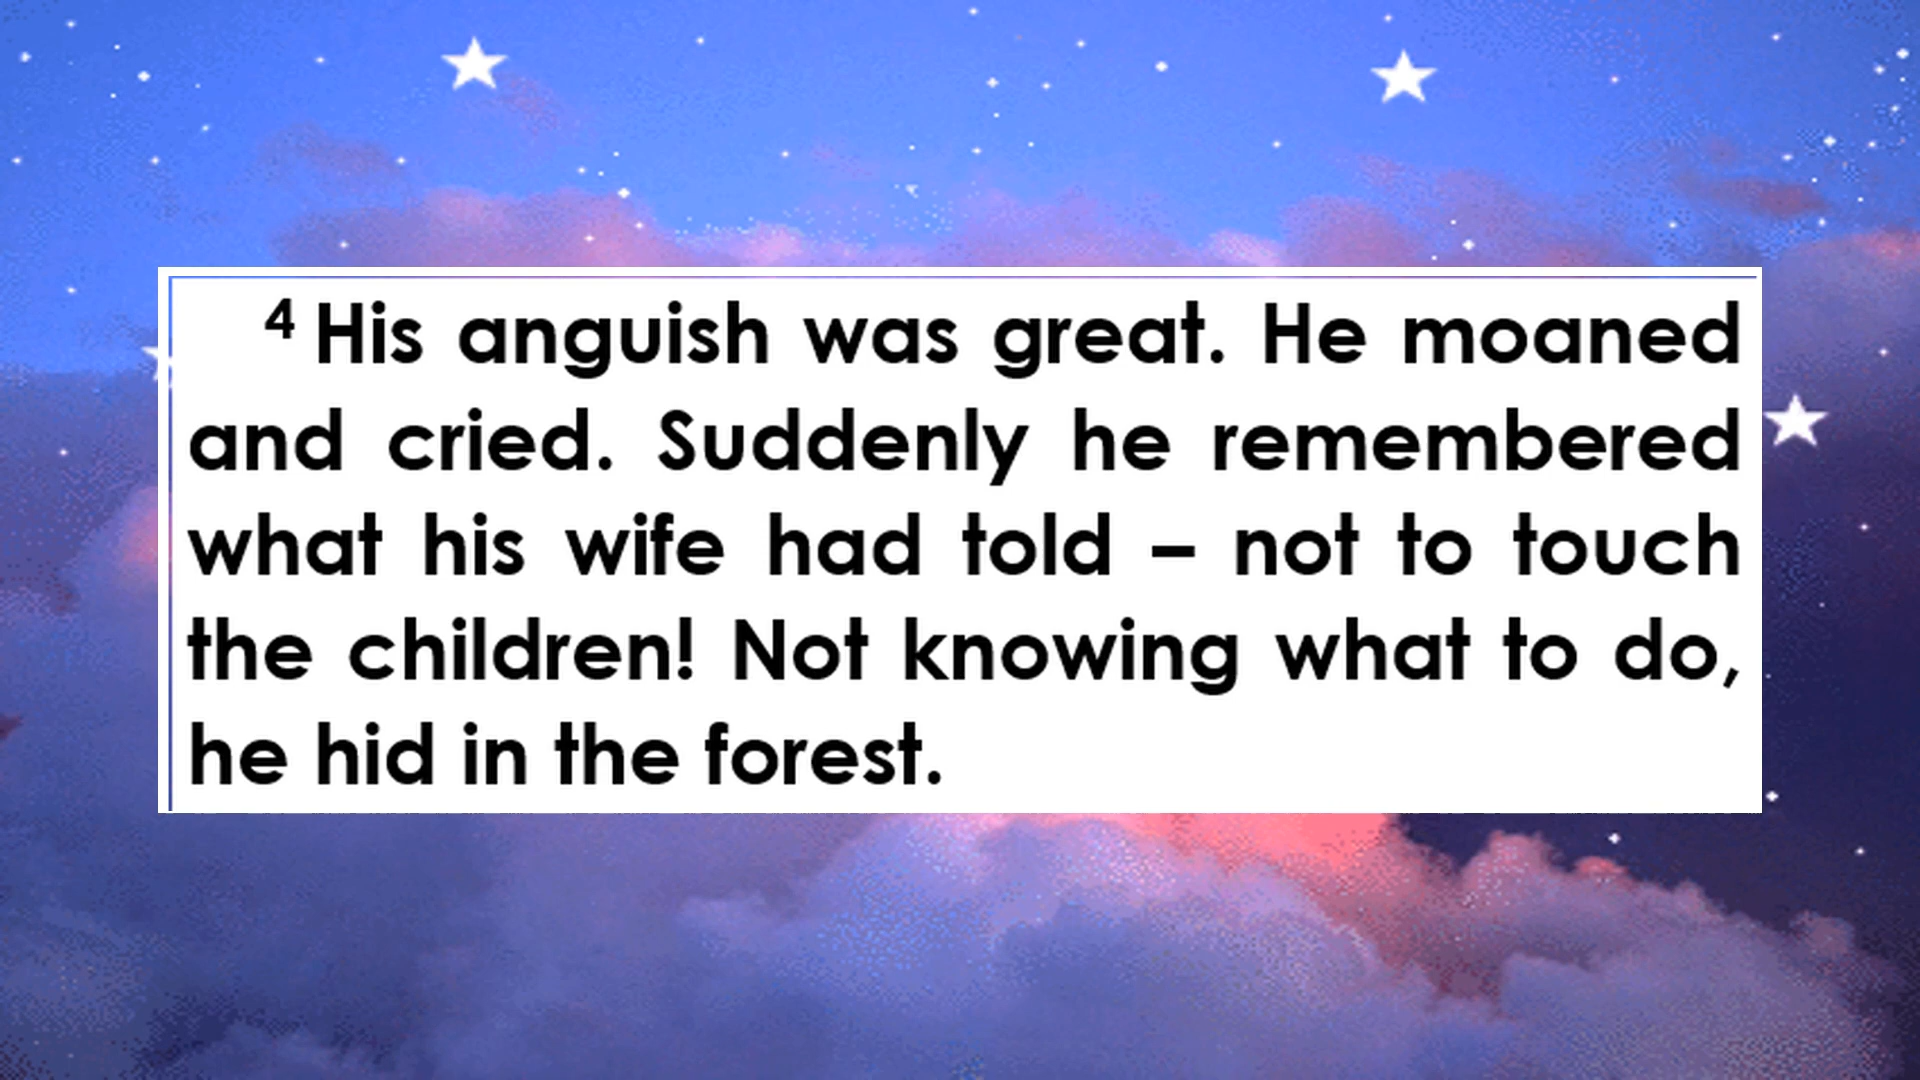 4 His anguish was great. He moaned
and cried. Suddenly he remembered
what his wife had told – not to touch
the children! Not knowing what to do,
he hid in the forest.